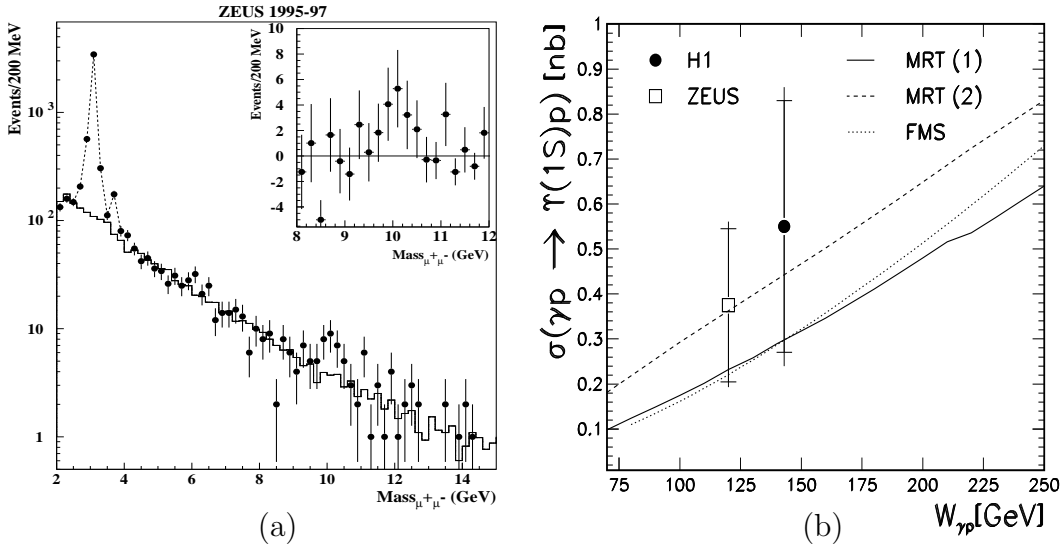 ZEUS 1995-97
Events/200 MeV
10³
10²
10
1
2 4 6 8 10 12 14
Mass_μ+μ- (GeV)
Events/200 MeV
10
8
6
4
2
0
-2
-4
8 9 10 11 12
Mass_μ+μ- (GeV)
(a)
σ(γp → Υ(1S)p) [nb]
1
0.9
0.8
0.7
0.6
0.5
0.4
0.3
0.2
0.1
H1
ZEUS
MRT (1)
MRT (2)
FMS
75 100 125 150 175 200 225 250
W_γp[GeV]
(b)